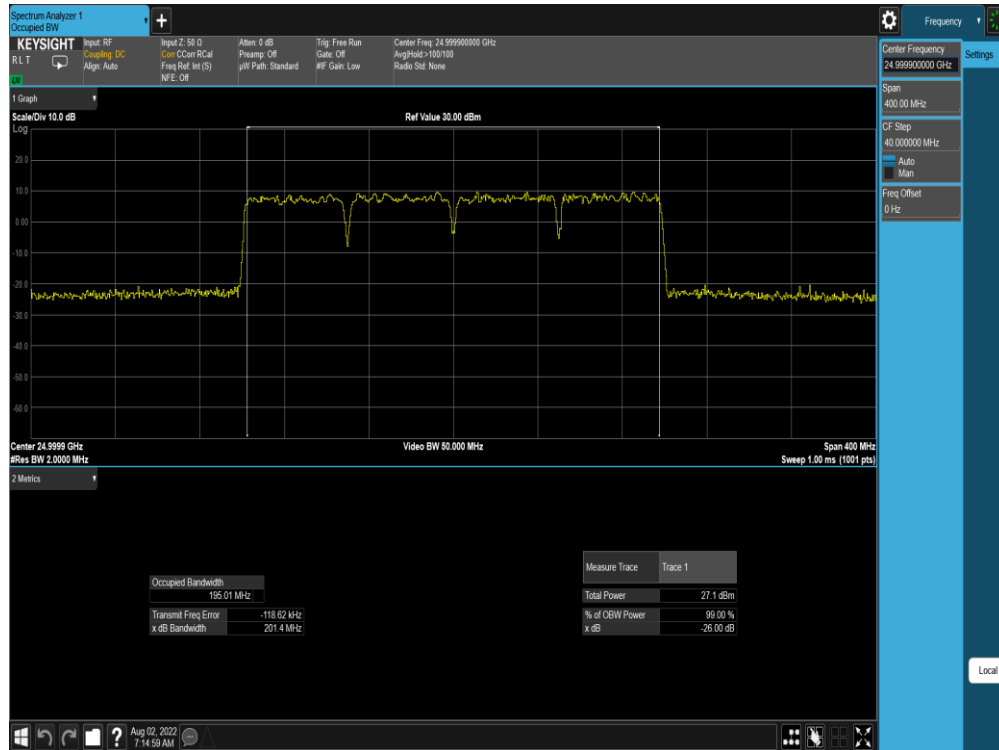 Spectrum Analyzer 1
Occupied BW
+
Frequency
KEYSIGHT
RLT
LXI
Input: RF
Coupling: DC
Align: Auto
Input Z: 50 Ω
Corr CCorr RCal
Freq Ref: Int (S)
NFE: Off
Atten: 0 dB
Preamp: Off
µW Path: Standard
Trig: Free Run
Gate: Off
#IF Gain: Low
Center Freq: 24.999900000 GHz
Avg|Hold:>100/100
Radio Std: None
Center Frequency
24.999900000 GHz
Settings
Span
400.00 MHz
CF Step
40.000000 MHz
Auto
Man
Freq Offset
0 Hz
1 Graph
Scale/Div 10.0 dB
Ref Value 30.00 dBm
Log
20.0
10.0
0.00
-10.0
-20.0
-30.0
-40.0
-50.0
-60.0
Center 24.9999 GHz
#Res BW 2.0000 MHz
Video BW 50.000 MHz
Span 400 MHz
Sweep 1.00 ms (1001 pts)
2 Metrics
Occupied Bandwidth
195.01 MHz
Transmit Freq Error -118.62 kHz
x dB Bandwidth 201.4 MHz
Measure Trace Trace 1
Total Power 27.1 dBm
% of OBW Power 99.00 %
x dB -26.00 dB
Local
?
Aug 02, 2022
7:14:59 AM